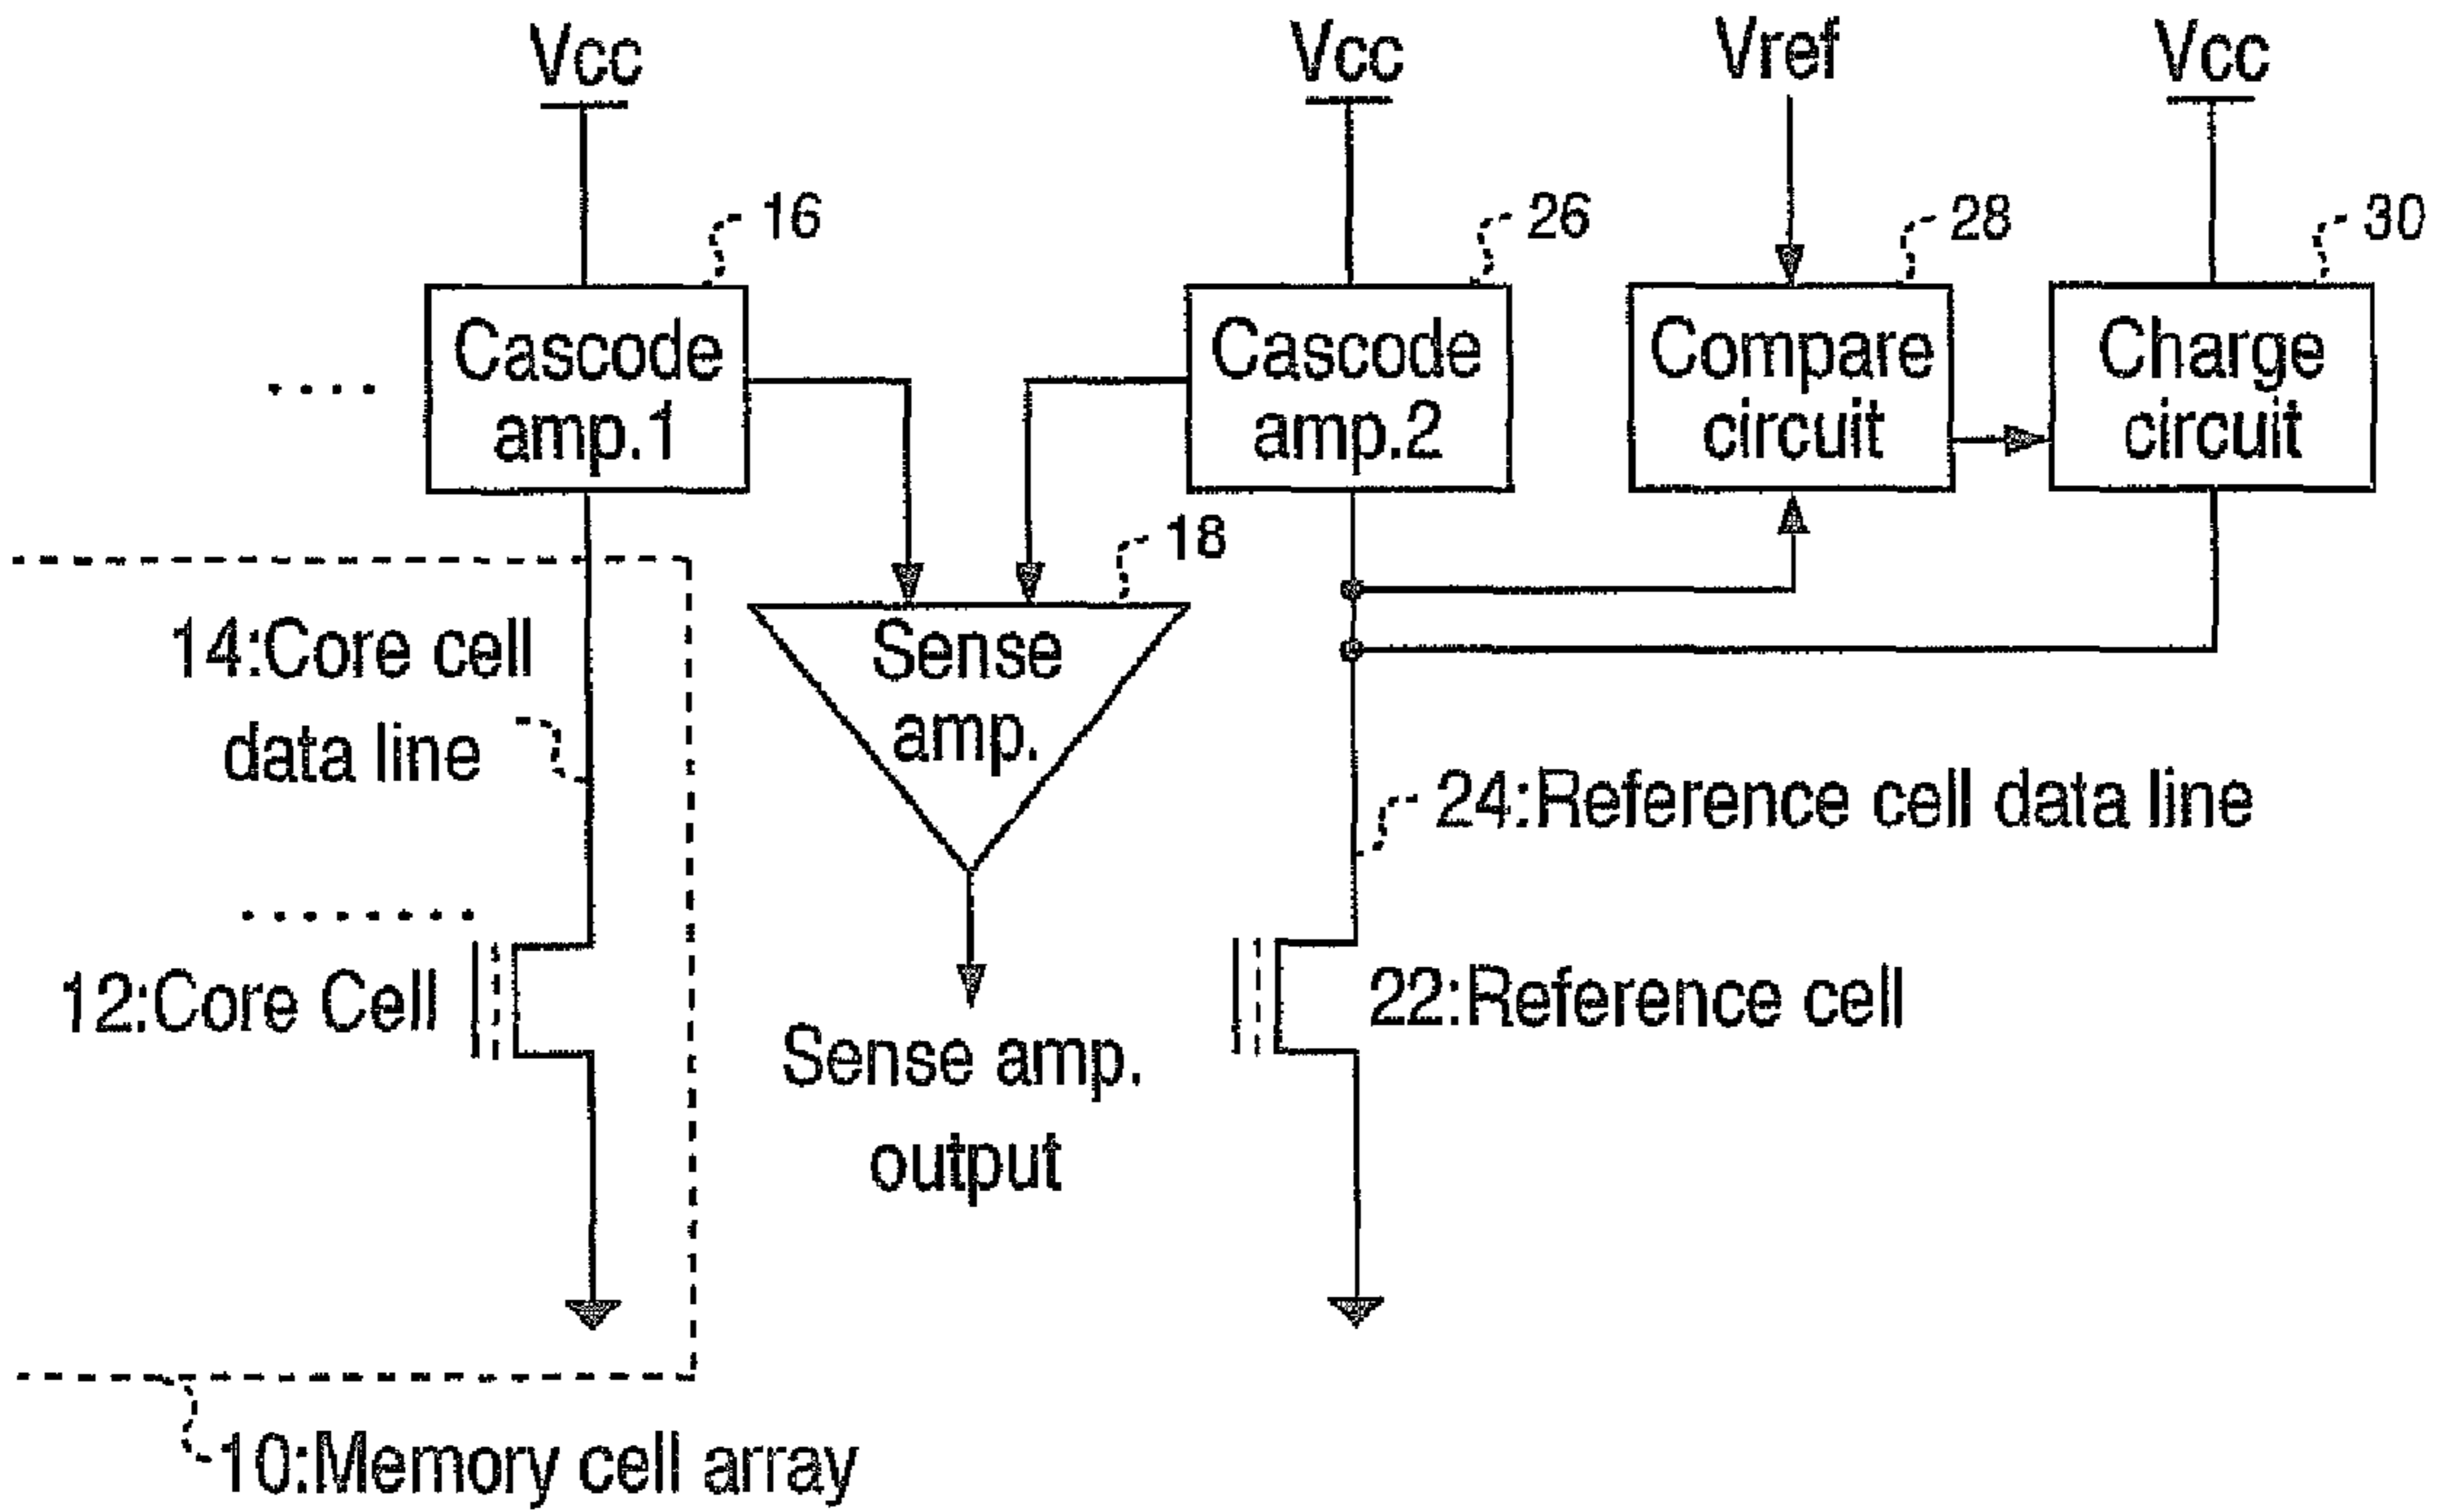 Vcc
Vcc
Vref
Vcc
16
26
28
30
Cascode
amp.1
Cascode
amp.2
Compare
circuit
Charge
circuit
18
14:Core cell
data line
Sense
amp.
24:Reference cell data line
12:Core Cell
22:Reference cell
Sense amp.
output
10:Memory cell array